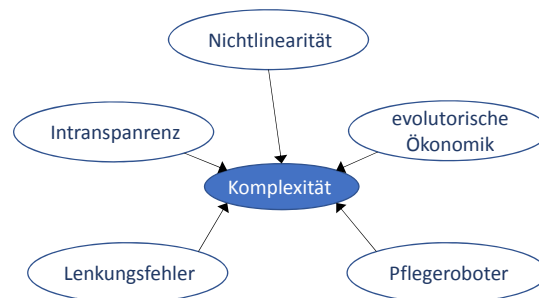 Nichtlinearität
Intranspanrenz
evolutorische
Ökonomik
Komplexität
Lenkungsfehler
Pflegeroboter